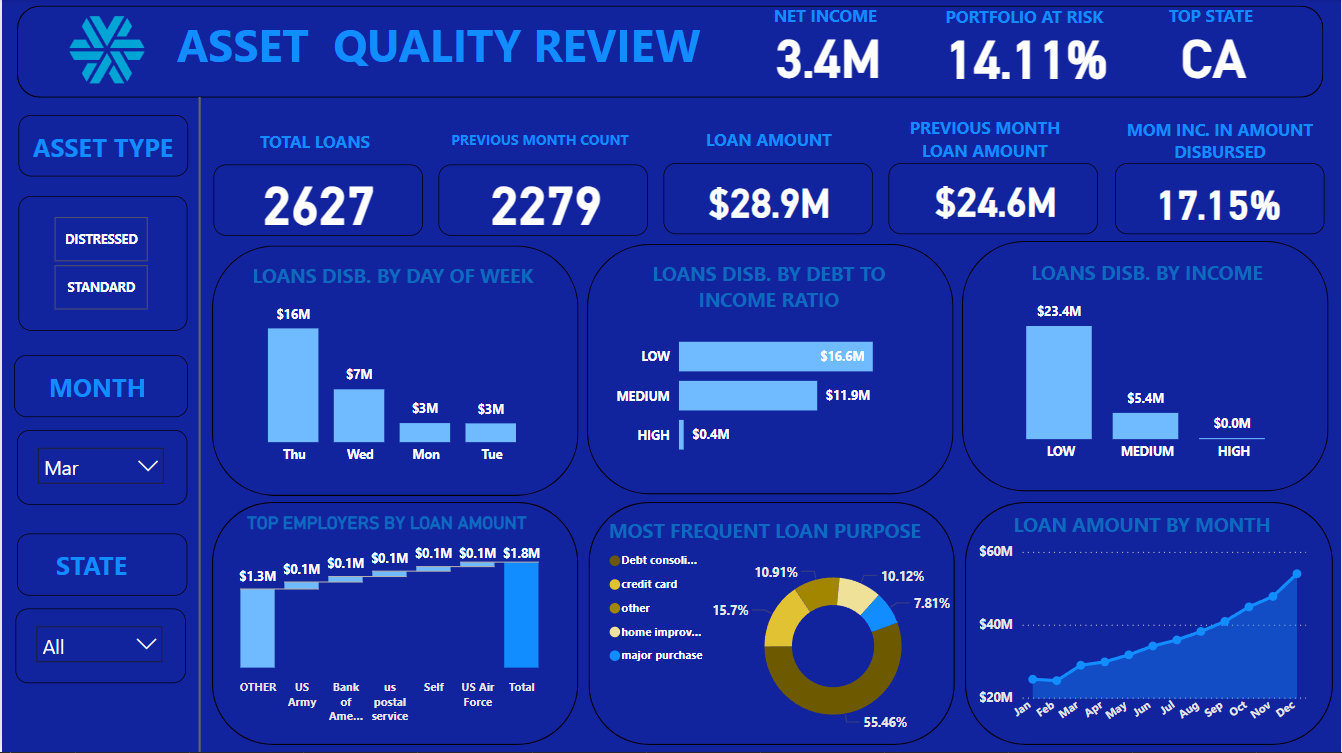 ASSET QUALITY REVIEW
NET INCOME
3.4M
PORTFOLIO AT RISK
14.11%
TOP STATE
CA
ASSET TYPE
DISTRESSED
STANDARD
MONTH
Mar
STATE
All
TOTAL LOANS
2627
PREVIOUS MONTH COUNT
2279
LOAN AMOUNT
$28.9M
PREVIOUS MONTH
LOAN AMOUNT
$24.6M
MOM INC. IN AMOUNT
DISBURSED
17.15%
LOANS DISB. BY DAY OF WEEK
$16M
$7M
$3M
$3M
Thu
Wed
Mon
Tue
LOANS DISB. BY DEBT TO
INCOME RATIO
LOW
$16.6M
MEDIUM
$11.9M
HIGH
$0.4M
LOANS DISB. BY INCOME
$23.4M
$5.4M
$0.0M
LOW
MEDIUM
HIGH
TOP EMPLOYERS BY LOAN AMOUNT
$1.3M
$0.1M
$0.1M
$0.1M
$0.1M
$0.1M
$1.8M
OTHER
US
Army
Bank
of
Ame...
us
postal
service
Self
US Air
Force
Total
MOST FREQUENT LOAN PURPOSE
Debt consoli...
credit card
other
home improv...
major purchase
10.91%
10.12%
15.7%
7.81%
55.46%
LOAN AMOUNT BY MONTH
$60M
$40M
$20M
Jan
Feb
Mar
Apr
May
Jun
Jul
Aug
Sep
Oct
Nov
Dec